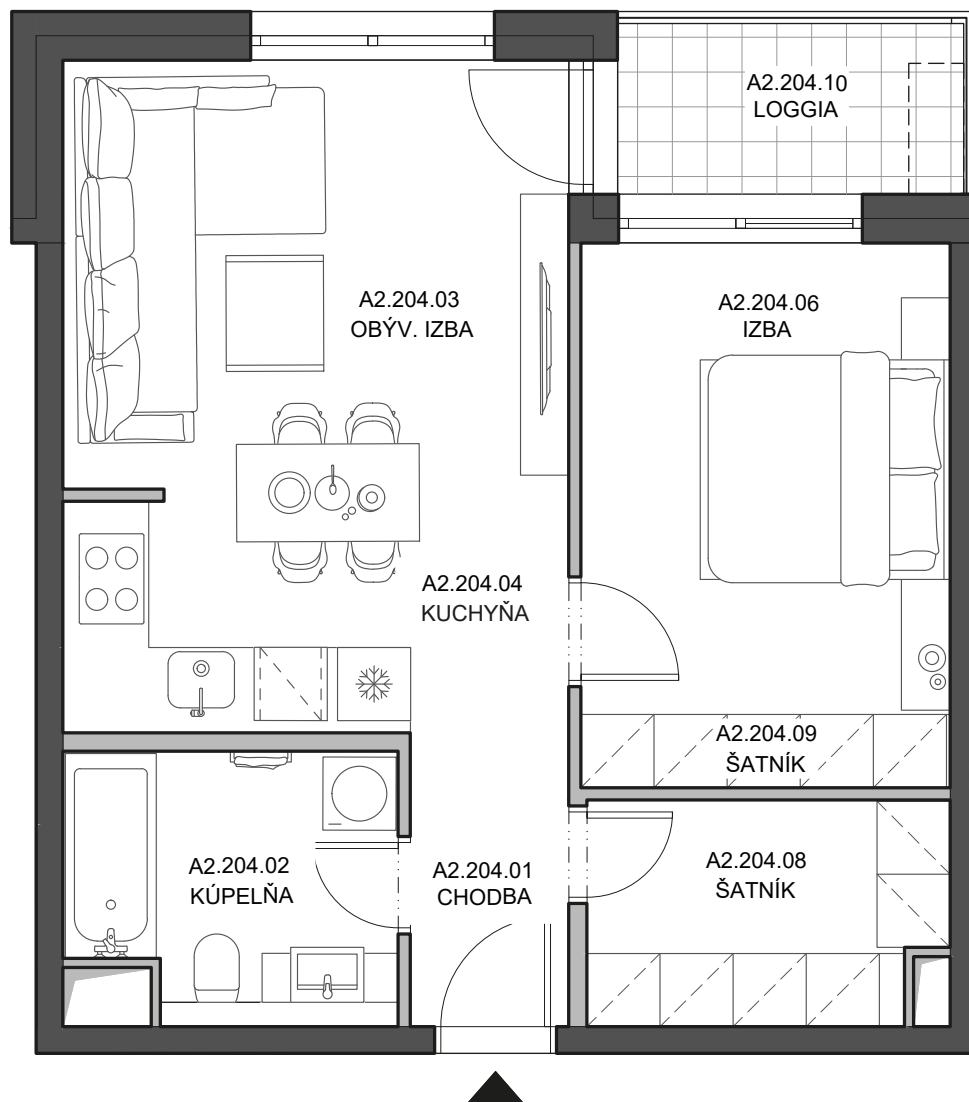 A2.204.10
LOGGIA
A2.204.03
OBÝV. IZBA
A2.204.06
IZBA
A2.204.04
KUCHYŇA
A2.204.09
ŠATNÍK
A2.204.02
KÚPELŇA
A2.204.01
CHODBA
A2.204.08
ŠATNÍK